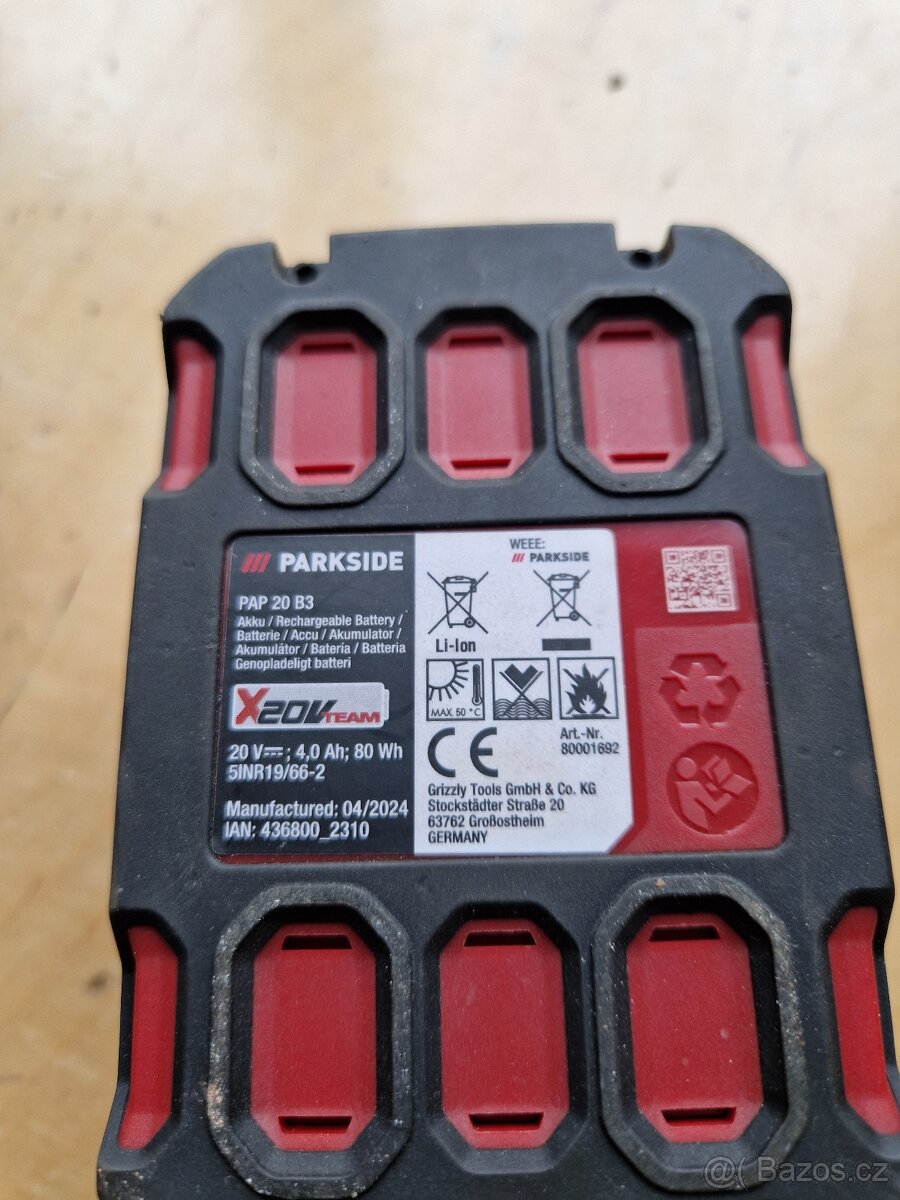 PARKSIDE
PAP 20 B3
Akku / Rechargeable Battery /
Batterie / Accu / Akumulator /
Akumulátor / Batería / Batteria
Genopladeligt batteri
X20VTEAM
20 V⎓; 4,0 Ah; 80 Wh
5INR19/66-2
Manufactured: 04/2024
IAN: 436800_2310
WEEE:
PARKSIDE
Li-Ion
MAX. 50 °C
CE
Art.-Nr.
80001692
Grizzly Tools GmbH & Co. KG
Stockstädter Straße 20
63762 Großostheim
GERMANY
@( Bazos.cz